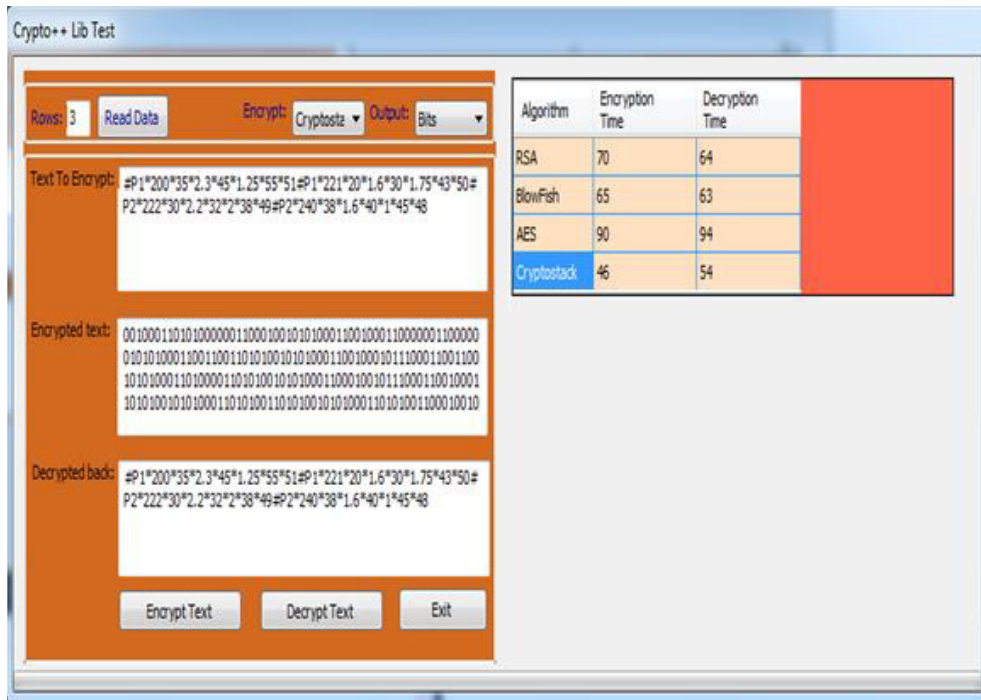 Crypto++ Lib Test
Rows: 3 Read Data Encrypt: Cryptosta Output: Bits
Text To Encrypt: #P1*200*35*2.3*45*1.25*55*51#P1*221*20*1.6*30*1.75*43*50#
P2*222*30*2.2*32*2*38*49#P2*240*38*1.6*40*1*45*48
Encrypted text:
Decrypted back: #P1*200*35*2.3*45*1.25*55*51#P1*221*20*1.6*30*1.75*43*50#
P2*222*30*2.2*32*2*38*49#P2*240*38*1.6*40*1*45*48
Encrypt Text Decrypt Text Exit
Algorithm Encryption Time Decryption Time
RSA 70 64
BlowFish 65 63
AES 90 94
Cryptostack 46 54